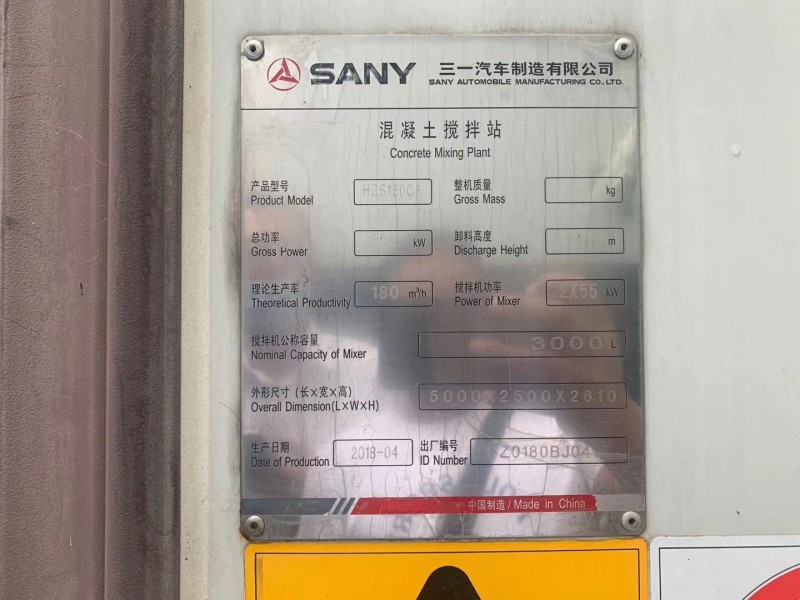 SANY 三一汽车制造有限公司
SANY AUTOMOBILE MANUFACTURING CO.,LTD.
混凝土搅拌站
Concrete Mixing Plant
产品型号 HZS180C8 整机质量 kg
Product Model Gross Mass
总功率 kW 卸料高度 m
Gross Power Discharge Height
理论生产率 180 m³/h 搅拌机功率 2X55 kW
Theoretical Productivity Power of Mixer
搅拌机公称容量 3000 L
Nominal Capacity of Mixer
外形尺寸（长×宽×高） 5000X2500X2610
Overall Dimension(L×W×H)
生产日期 2018-04 出厂编号
Date of Production ID Number
中国制造 / Made in China